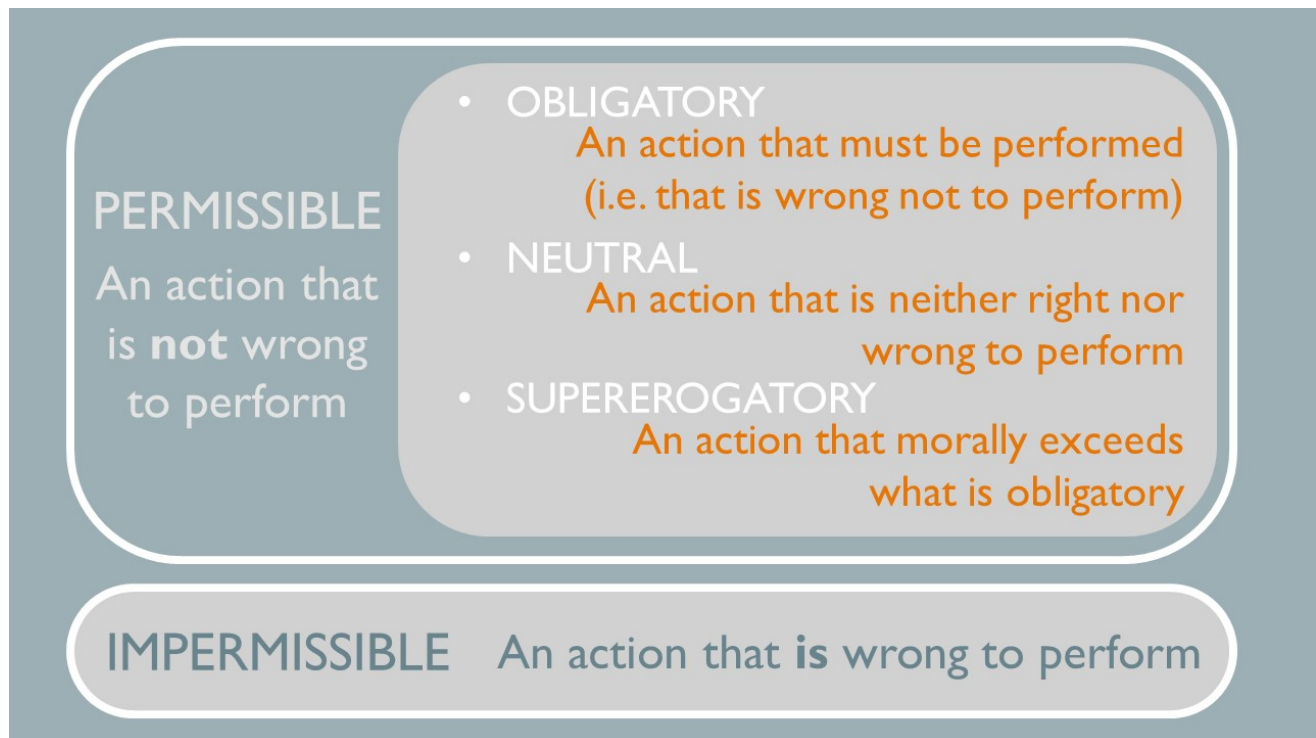 PERMISSIBLE
An action that
is not wrong
to perform
• OBLIGATORY
An action that must be performed
(i.e. that is wrong not to perform)
• NEUTRAL
An action that is neither right nor
wrong to perform
• SUPEREROGATORY
An action that morally exceeds
what is obligatory
IMPERMISSIBLE An action that is wrong to perform